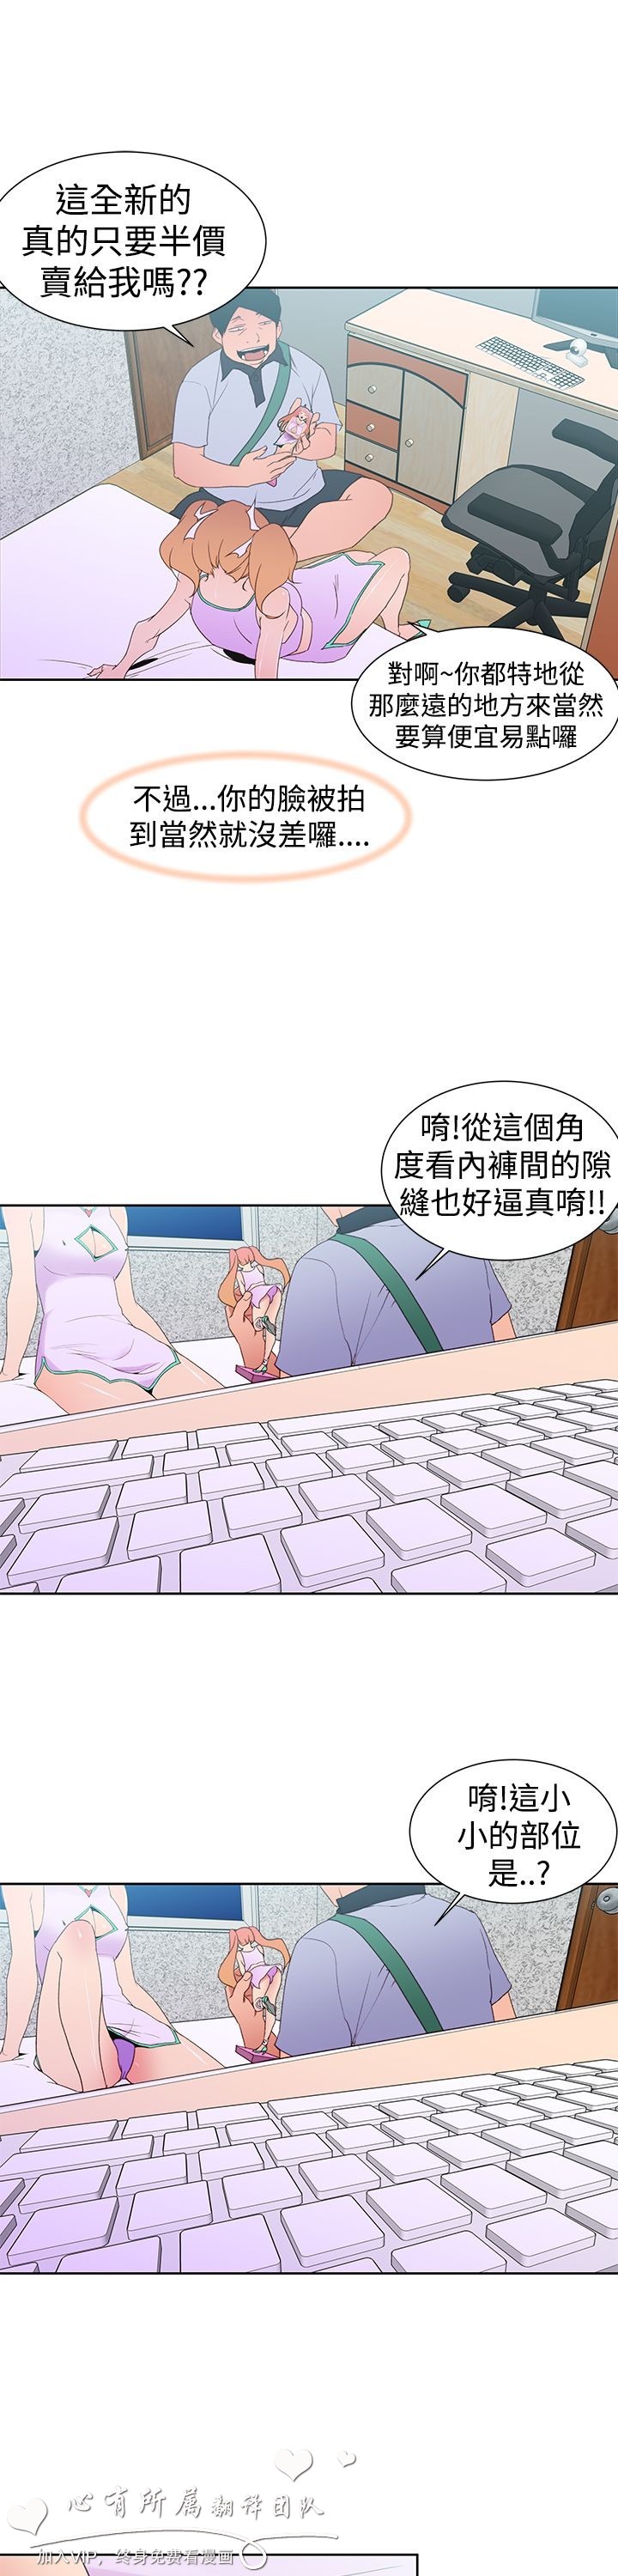 這全新的
真的只要半價
賣給我嗎??
對啊~你都特地從
那麼遠的地方來當然
要算便宜易點囉
不過...你的臉被拍
到當然就沒差囉....
唷!從這個角
度看內褲間的隙
縫也好逼真唷!!
唷!這小
小的部位
是..?
心有所属翻译团队
加入VIP，终身免费看漫画